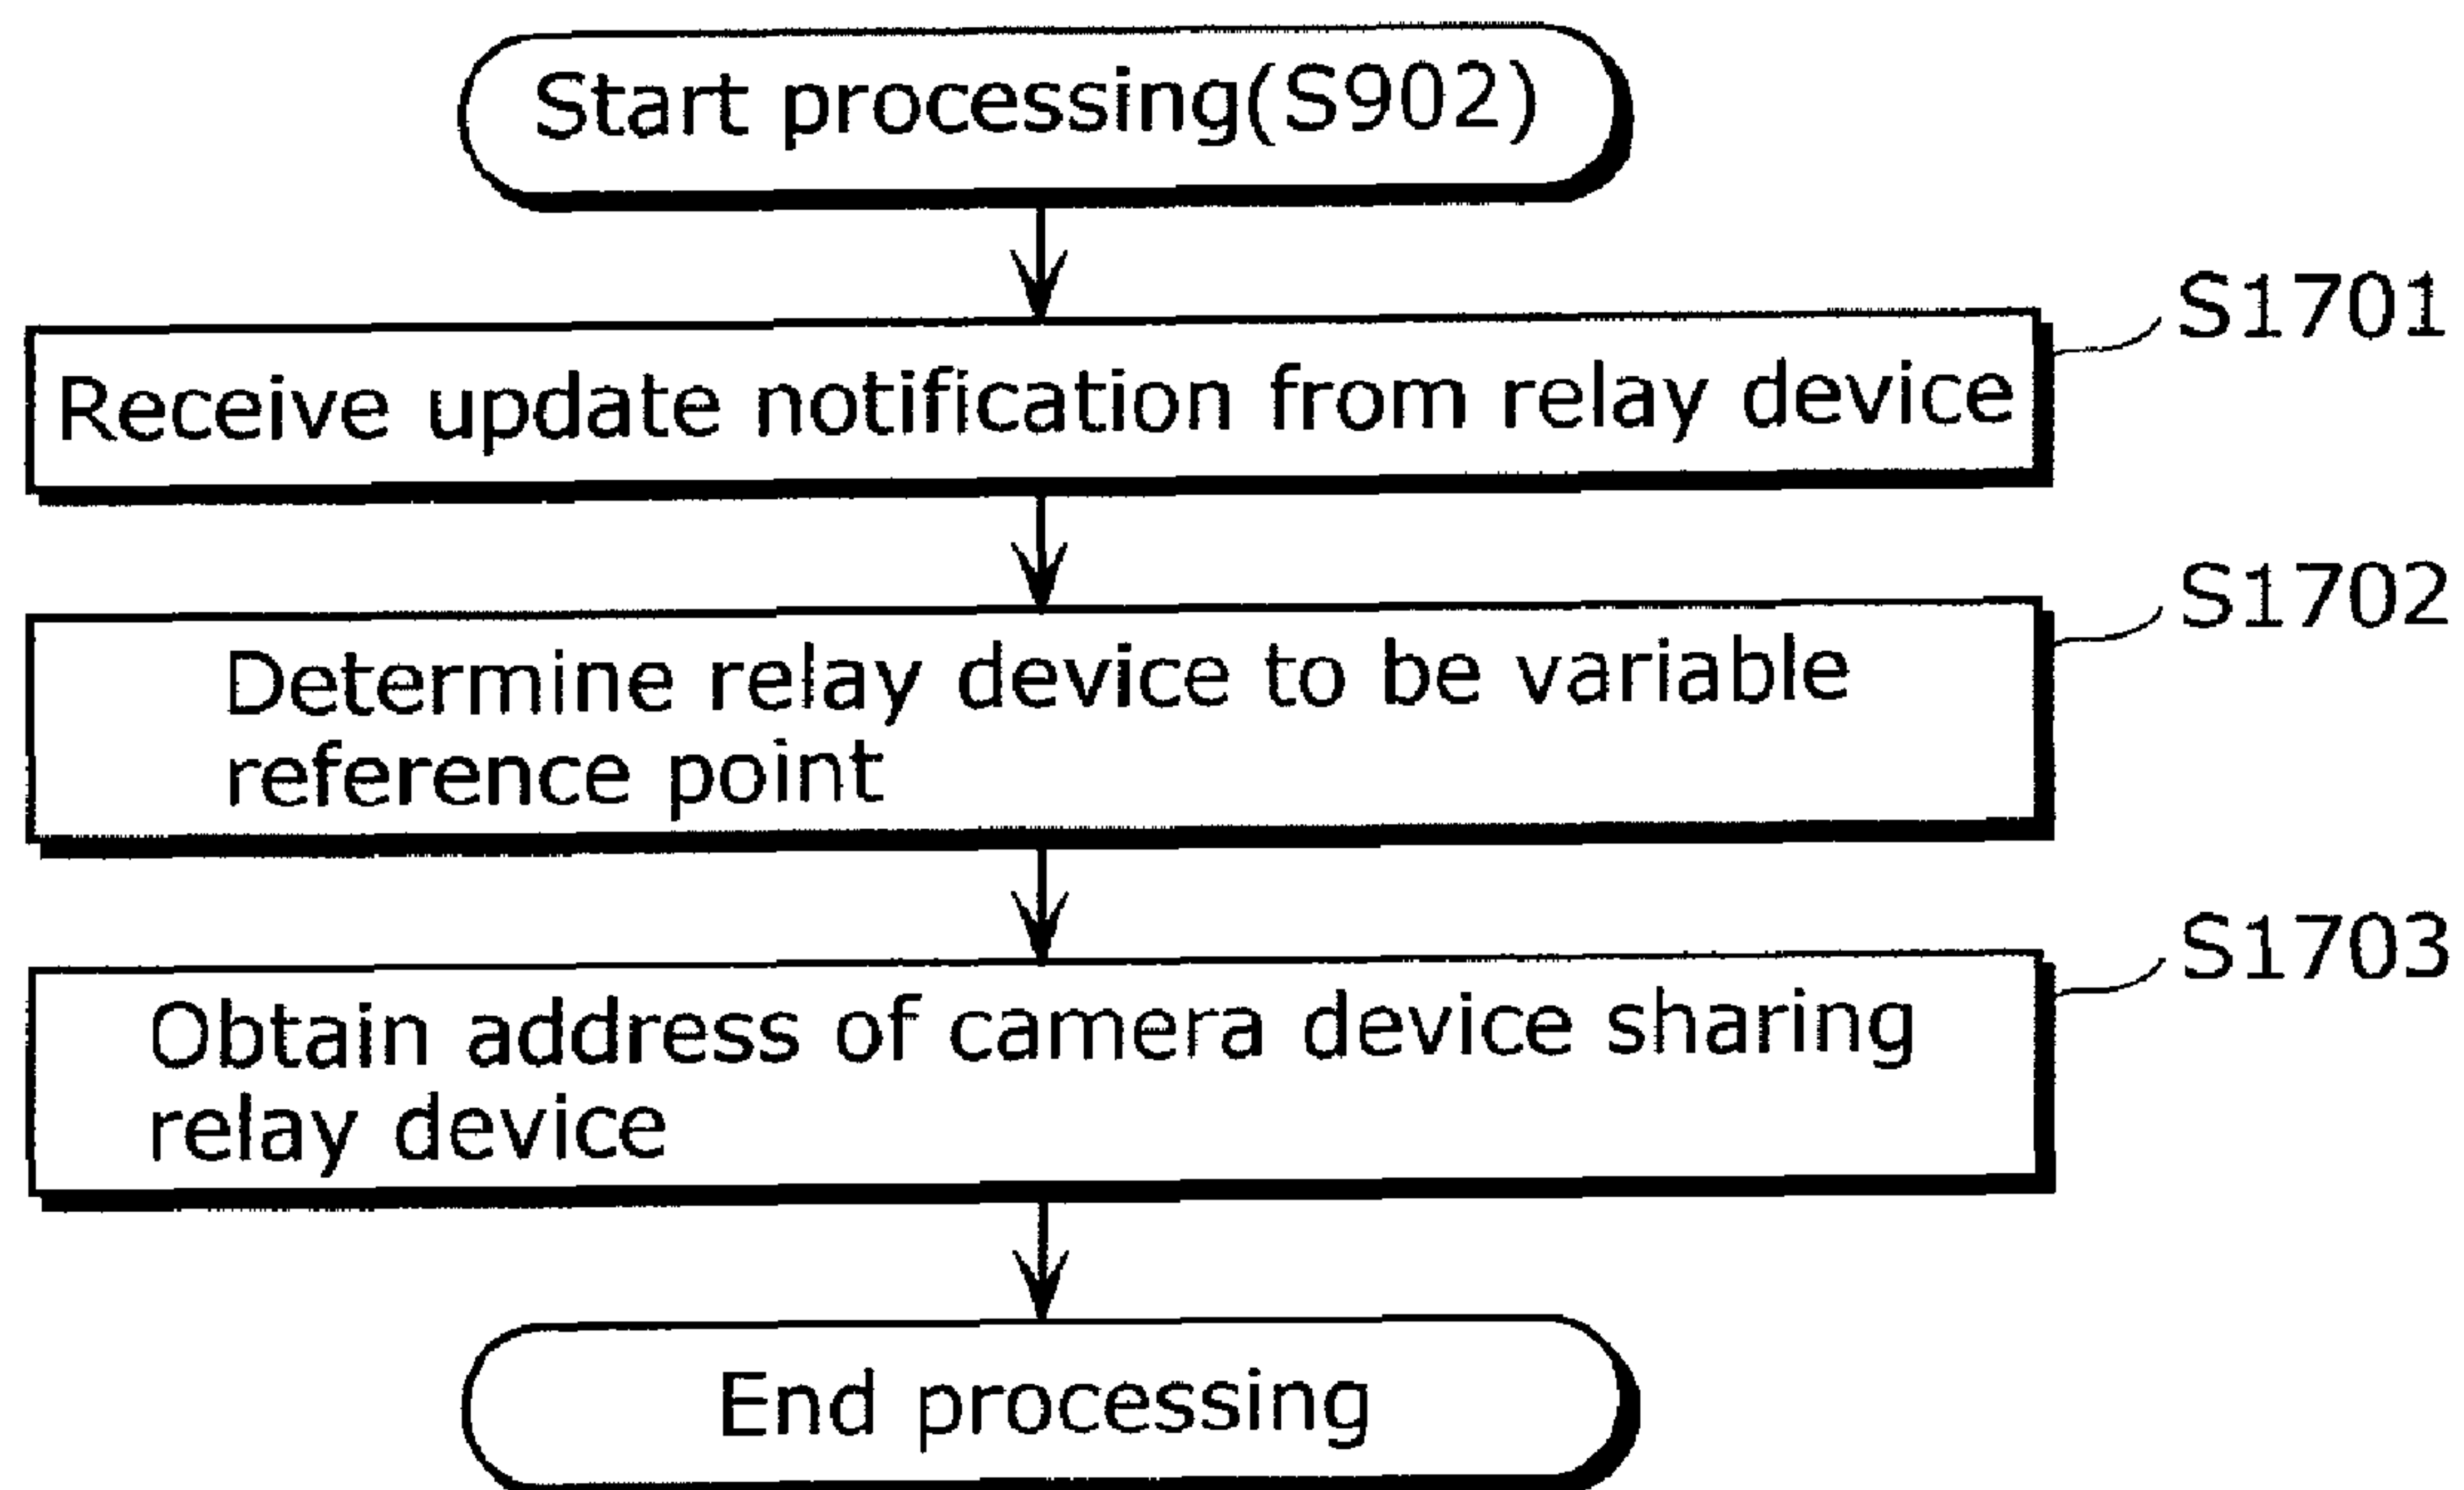 Start processing(S902)
S1701
Receive update notification from relay device
S1702
Determine relay device to be variable
reference point
S1703
Obtain address of camera device sharing
relay device
End processing